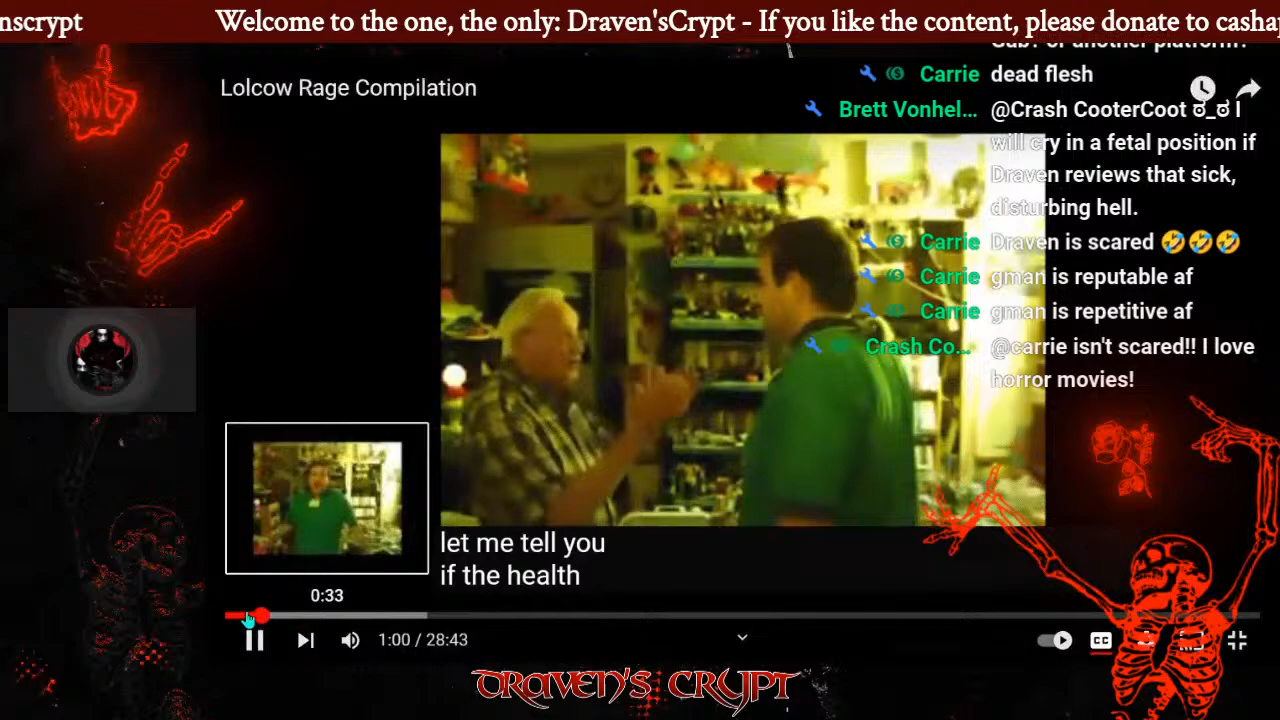 nscrypt Welcome to the one, the only: Draven'sCrypt - If you like the content, please donate to cashap
Lolcow Rage Compilation
Carrie dead flesh
Brett Vonhel... @Crash CooterCoot ಠ_ಠ I
will cry in a fetal position if
Draven reviews that sick,
disturbing hell.
Carrie Draven is scared 🤣🤣🤣
Carrie gman is reputable af
Carrie gman is repetitive af
Crash Co... @carrie isn't scared!! I love
horror movies!
let me tell you
if the health
0:33
1:00 / 28:43
CC
DRAVEN'S CRYPT